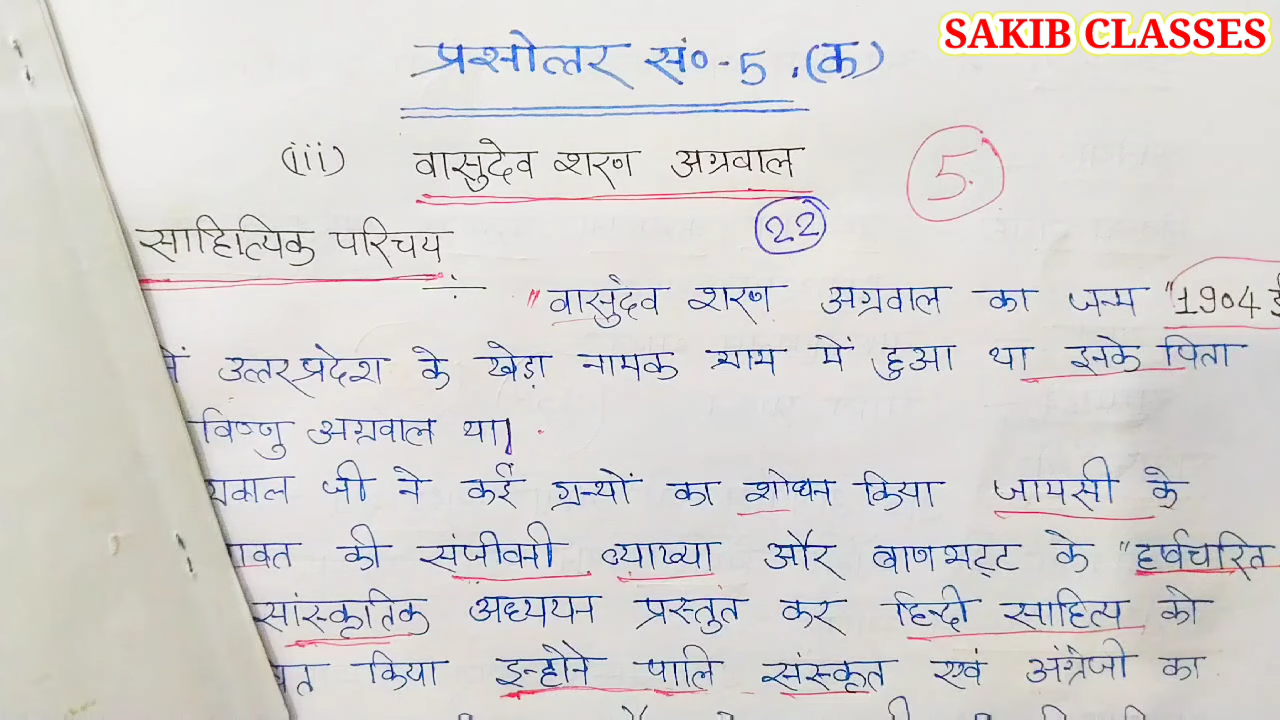 SAKIB CLASSES
प्रश्नोत्तर सं०-5.(क)
(iii) वासुदेव शरण अग्रवाल
5.
22
साहित्यिक परिचय :-
"वासुदेव शरण अग्रवाल का जन्म "1904
में उत्तरप्रदेश के खेड़ा नामक ग्राम में हुआ था इनके पिता
विष्णु अग्रवाल था।
जी ने कई ग्रन्थों का शोधन किया जायसी के
की संजीवनी व्याख्या और बाणभट्ट के "हर्षचरित
सांस्कृतिक अध्ययन प्रस्तुत कर हिन्दी साहित्य को
किया इन्होने पालि संस्कृत एवं अंग्रेजी का